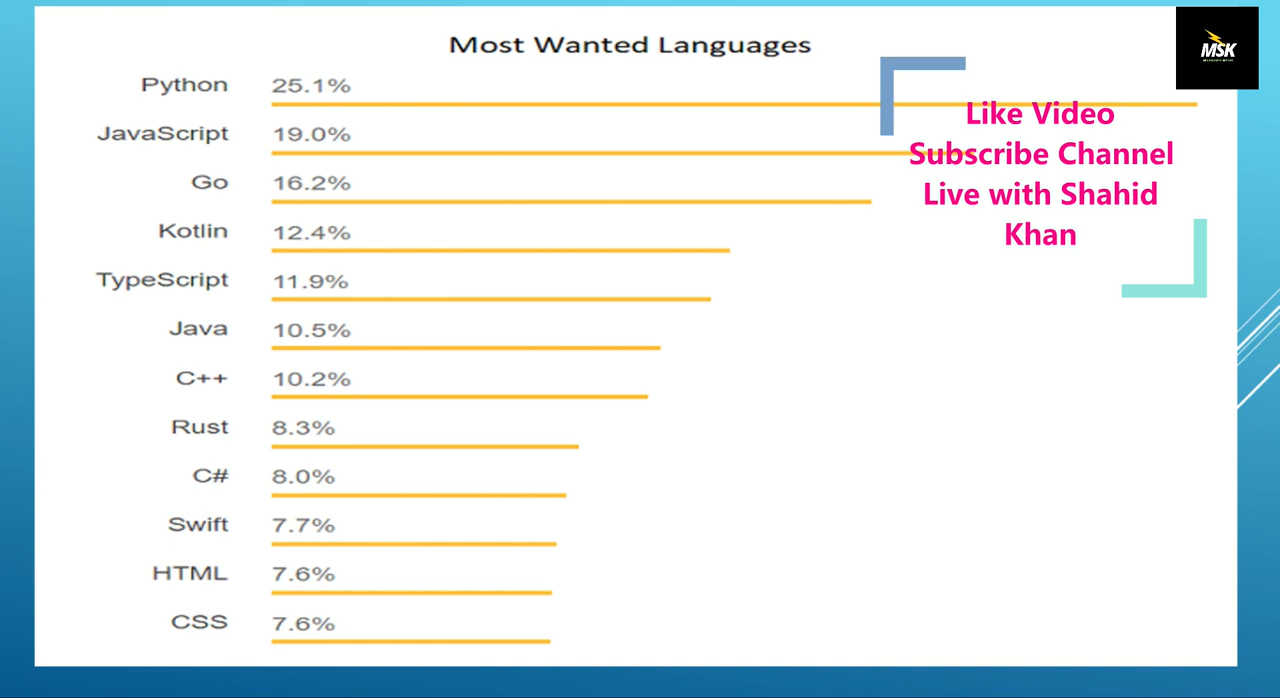 Most Wanted Languages
MSK
Python 25.1%
JavaScript 19.0%
Go 16.2%
Kotlin 12.4%
TypeScript 11.9%
Java 10.5%
C++ 10.2%
Rust 8.3%
C# 8.0%
Swift 7.7%
HTML 7.6%
CSS 7.6%
Like Video
Subscribe Channel
Live with Shahid
Khan